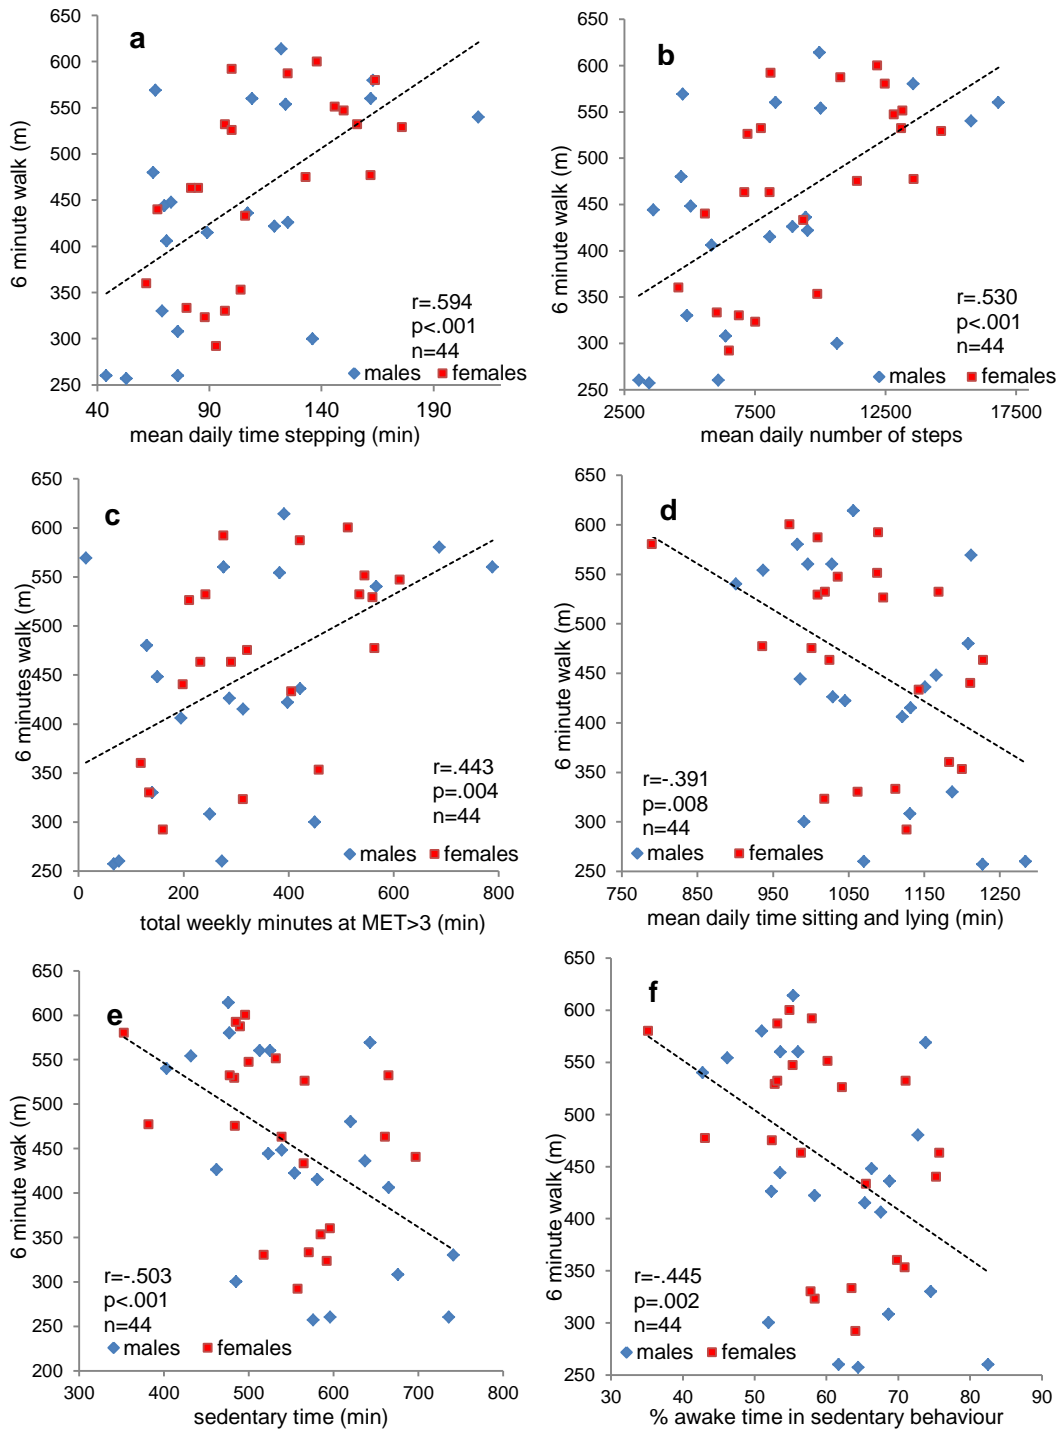 a
650
600
550
500
450
400
350
300
250
6 minute walk (m)
r=.594
p<.001
n=44
males females
40 90 140 190
mean daily time stepping (min)
b
650
600
550
500
450
400
350
300
250
6 minute walk (m)
r=.530
p<.001
n=44
males females
2500 7500 12500 17500
mean daily number of steps
c
650
600
550
500
450
400
350
300
250
6 minutes walk (m)
r=.443
p=.004
n=44
males females
0 200 400 600 800
total weekly minutes at MET>3 (min)
d
650
600
550
500
450
400
350
300
250
6 minute walk (m)
r=-.391
p=.008
n=44
males females
750 850 950 1050 1150 1250
mean daily time sitting and lying (min)
e
650
600
550
500
450
400
350
300
250
200
6 minute wak (m)
r=-.503
p<.001
n=44
males females
300 400 500 600 700 800
sedentary time (min)
f
650
600
550
500
450
400
350
300
250
6 minute walk (m)
r=-.445
p=.002
n=44
males females
30 40 50 60 70 80 90
% awake time in sedentary behaviour